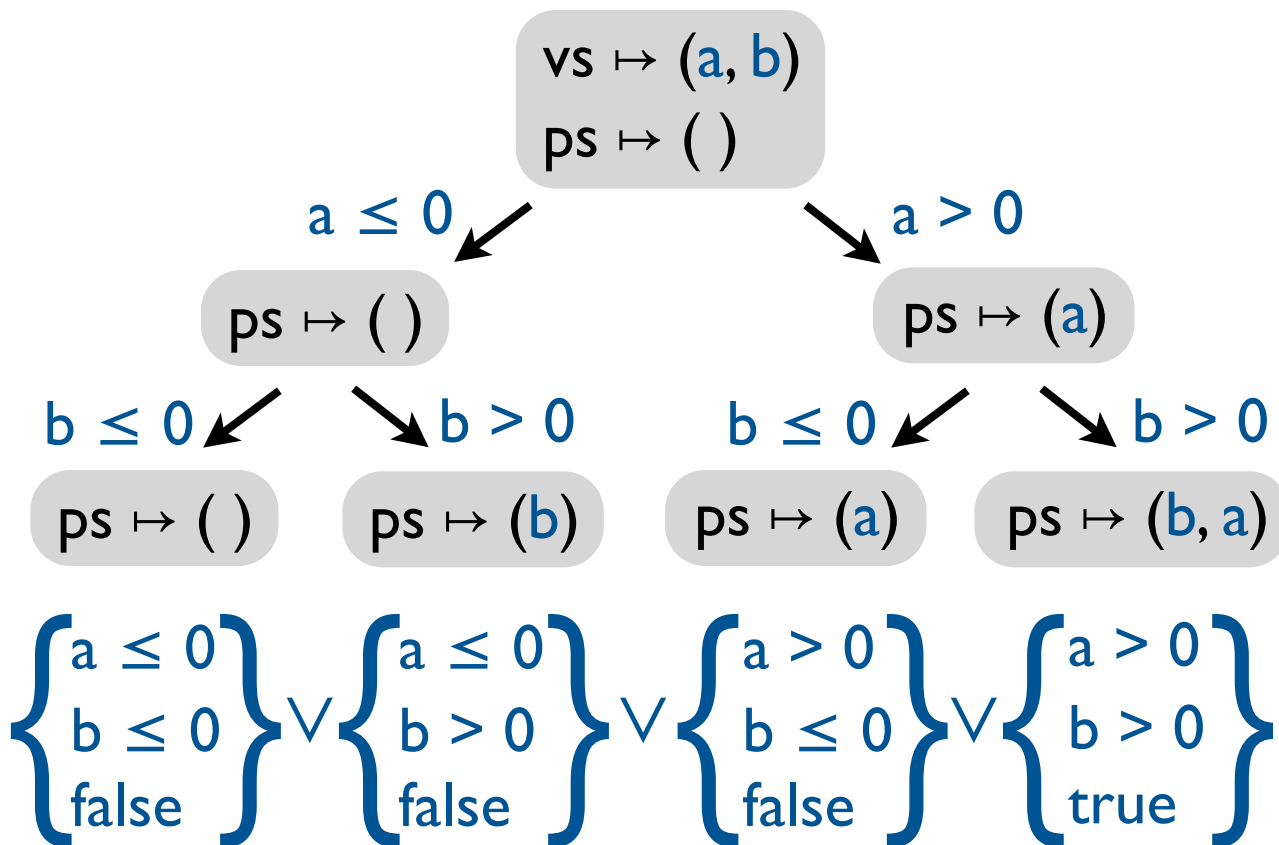 vs ↦ (a, b)
ps ↦ ( )
a ≤ 0
a > 0
ps ↦ ( )
ps ↦ (a)
b ≤ 0
b > 0
b ≤ 0
b > 0
ps ↦ ( )
ps ↦ (b)
ps ↦ (a)
ps ↦ (b, a)
{ a ≤ 0
b ≤ 0
false }
∨
{ a ≤ 0
b > 0
false }
∨
{ a > 0
b ≤ 0
false }
∨
{ a > 0
b > 0
true }